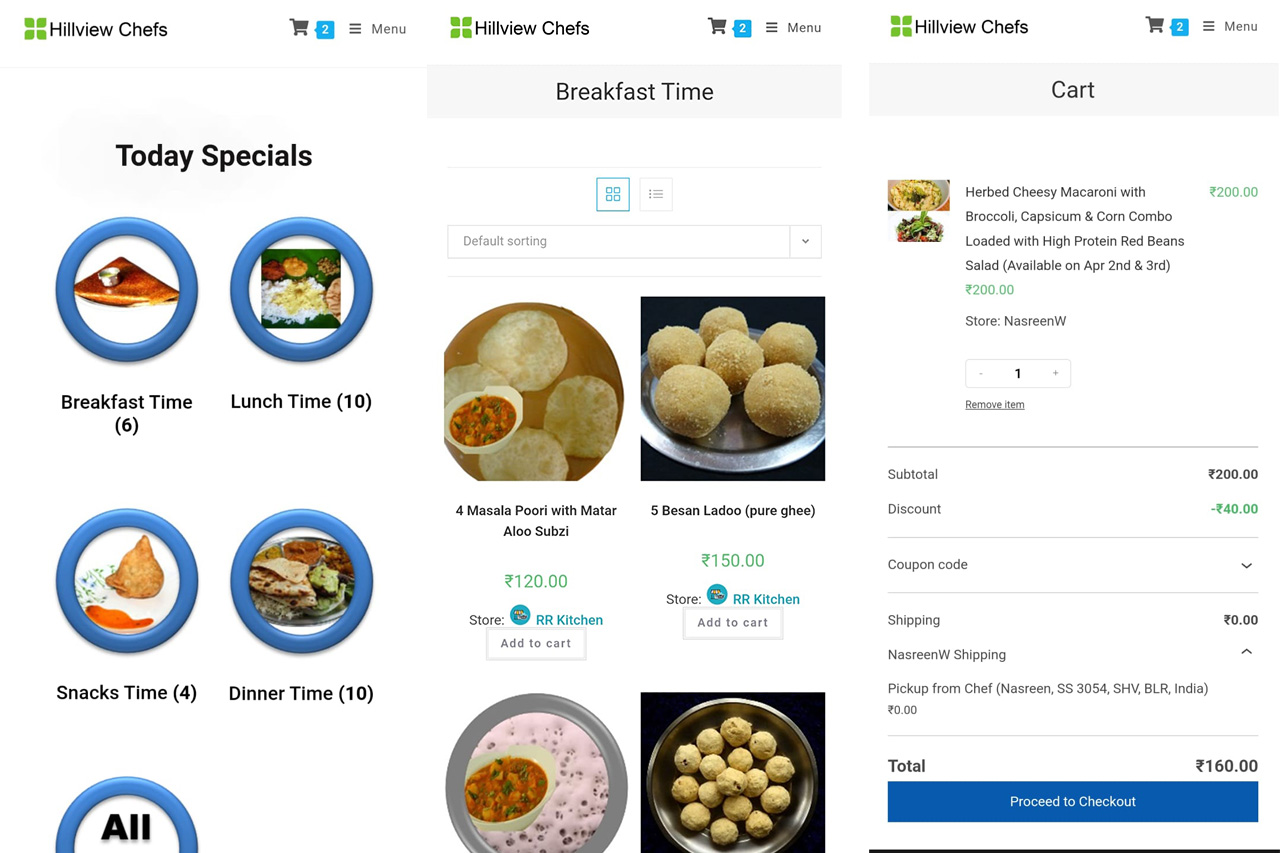 Hillview Chefs
2
Menu
Today Specials
Breakfast Time
(6)
Lunch Time (10)
Snacks Time (4)
Dinner Time (10)
All
Hillview Chefs
2
Menu
Breakfast Time
Default sorting
4 Masala Poori with Matar
Aloo Subzi
₹120.00
Store: RR Kitchen
Add to cart
5 Besan Ladoo (pure ghee)
₹150.00
Store: RR Kitchen
Add to cart
Hillview Chefs
2
Menu
Cart
Herbed Cheesy Macaroni with
Broccoli, Capsicum & Corn Combo
Loaded with High Protein Red Beans
Salad (Available on Apr 2nd & 3rd)
₹200.00
₹200.00
Store: NasreenW
- 1 +
Remove item
Subtotal ₹200.00
Discount -₹40.00
Coupon code
Shipping ₹0.00
NasreenW Shipping
Pickup from Chef (Nasreen, SS 3054, SHV, BLR, India)
₹0.00
Total ₹160.00
Proceed to Checkout